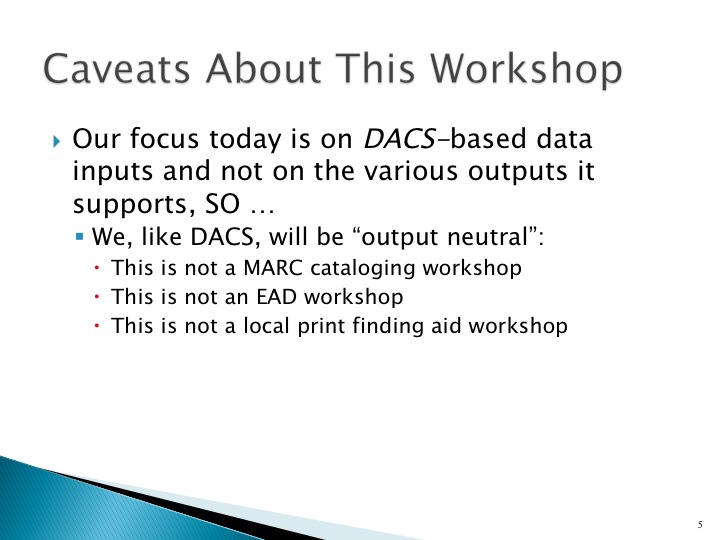 Caveats About This Workshop
Our focus today is on DACS-based data
inputs and not on the various outputs it
supports, SO …
We, like DACS, will be “output neutral”:
This is not a MARC cataloging workshop
This is not an EAD workshop
This is not a local print finding aid workshop
5